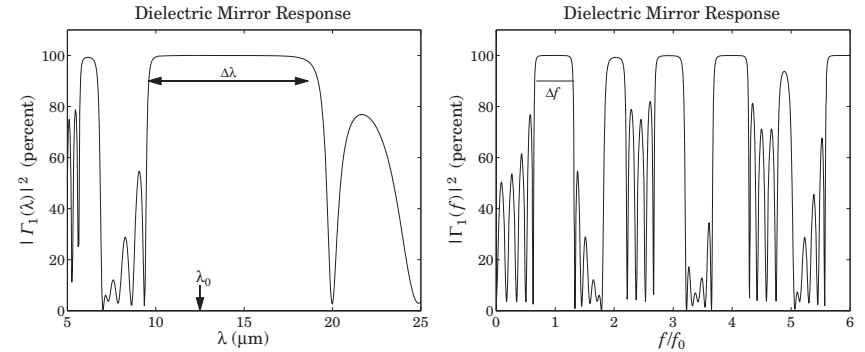 Dielectric Mirror Response
100
80
60
40
20
0
5
10
15
20
25
Δλ
λ₀
| Γ₁(λ) | ² (percent)
λ (μm)
Dielectric Mirror Response
100
80
60
40
20
0
0
1
2
3
4
5
6
Δf
| Γ₁(f) | ² (percent)
f/f₀